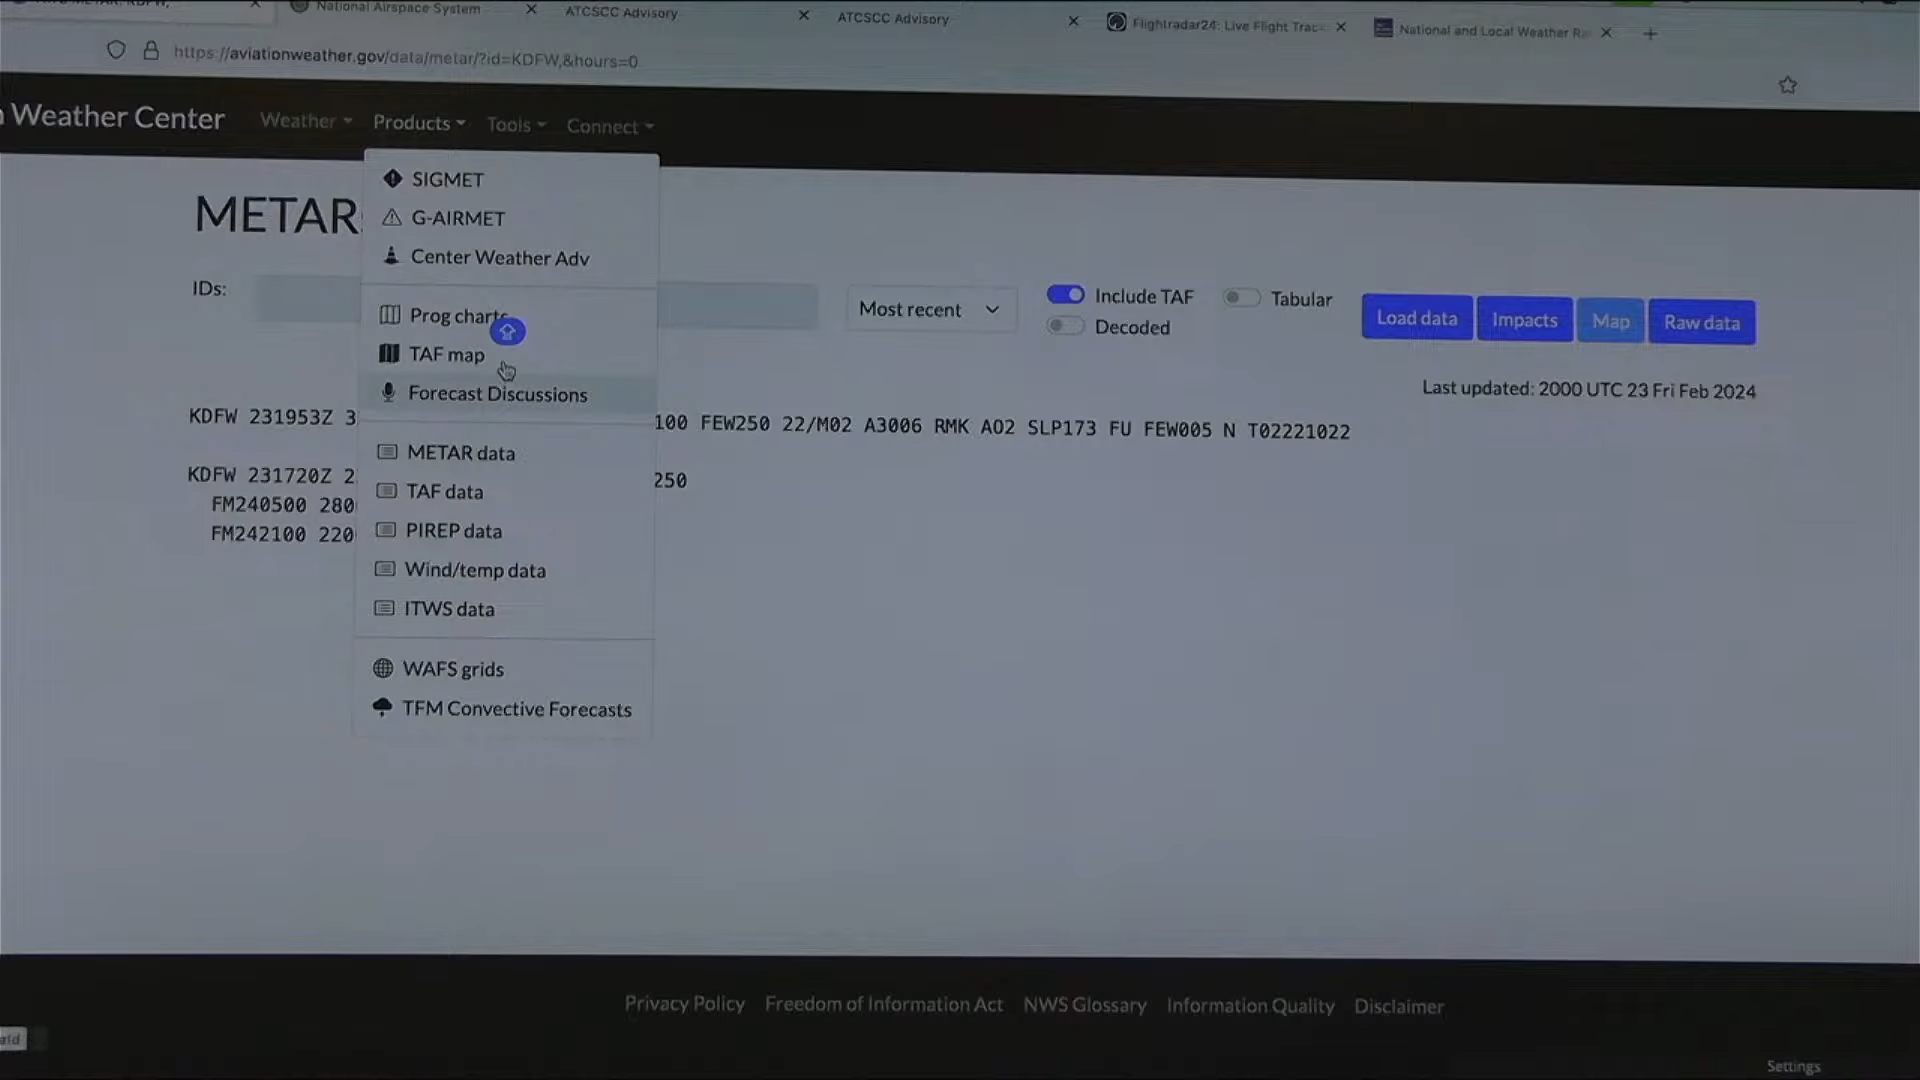 National Airspace System
ATCSCC Advisory
ATCSCC Advisory
Flightradar24: Live Flight Trac
National and Local Weather Ra
https://aviationweather.gov/data/metar/?id=KDFW,&hours=0
Weather Center
Weather
Products
Tools
Connect
SIGMET
G-AIRMET
Center Weather Adv
Prog charts
TAF map
Forecast Discussions
METAR data
TAF data
PIREP data
Wind/temp data
ITWS data
WAFS grids
TFM Convective Forecasts
METAR
IDs:
Most recent
Include TAF
Tabular
Decoded
Load data
Impacts
Map
Raw data
Last updated: 2000 UTC 23 Fri Feb 2024
KDFW 231953Z 3 100 FEW250 22/M02 A3006 RMK AO2 SLP173 FU FEW005 N T02221022
KDFW 231720Z 2 250
FM240500 280
FM242100 220
Privacy Policy Freedom of Information Act NWS Glossary Information Quality Disclaimer
Settings